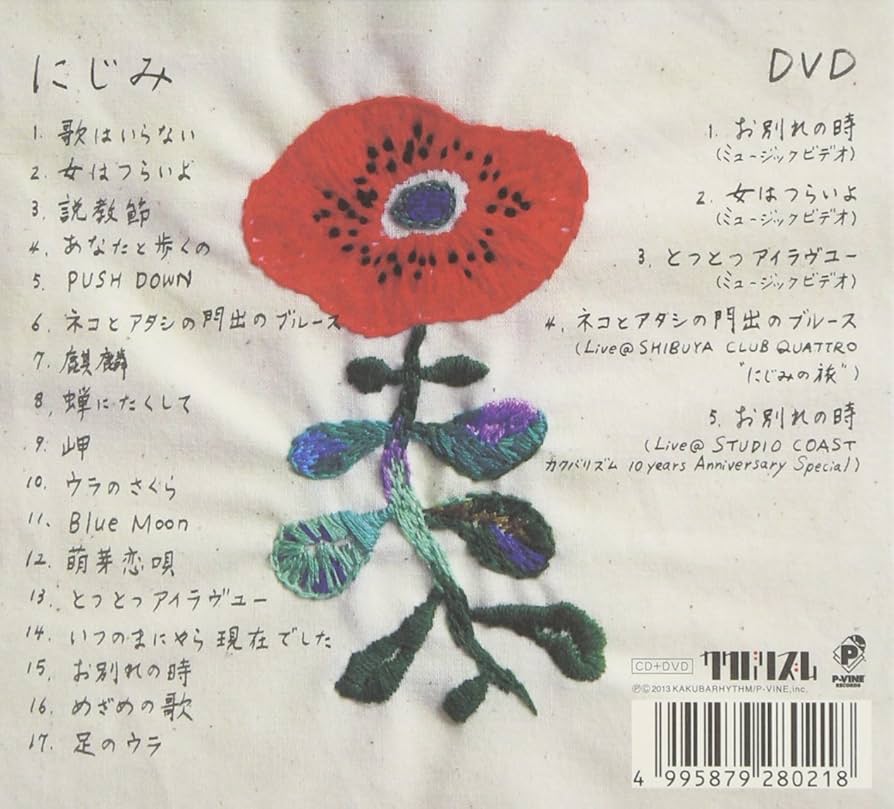 にじみ
1. 歌はいらない
2. 女はつらいよ
3. 説教節
4. あなたと歩くの
5. PUSH DOWN
6. ネコとアタシの門出のブルース
7. 麒麟
8. 蝉にたくして
9. 岬
10. ウラのさくら
11. Blue Moon
12. 萌芽恋唄
13. とつとつアイラヴユー
14. いつのまにやら現在でした
15. お別れの時
16. めざめの歌
17. 足のウラ
DVD
1. お別れの時
(ミュージックビデオ)
2. 女はつらいよ
(ミュージックビデオ)
3. とつとつアイラヴユー
(ミュージックビデオ)
4. ネコとアタシの門出のブルース
(Live@SHIBUYA CLUB QUATTRO
"にじみの旅")
5. お別れの時
(Live@ STUDIO COAST
カクバリズム 10years Anniversary Special)
CD+DVD カクバリズム
P P-VINE RECORDS
ⓅⒸ2013 KAKUBARHYTHM/P-VINE, inc.
4 995879 280218